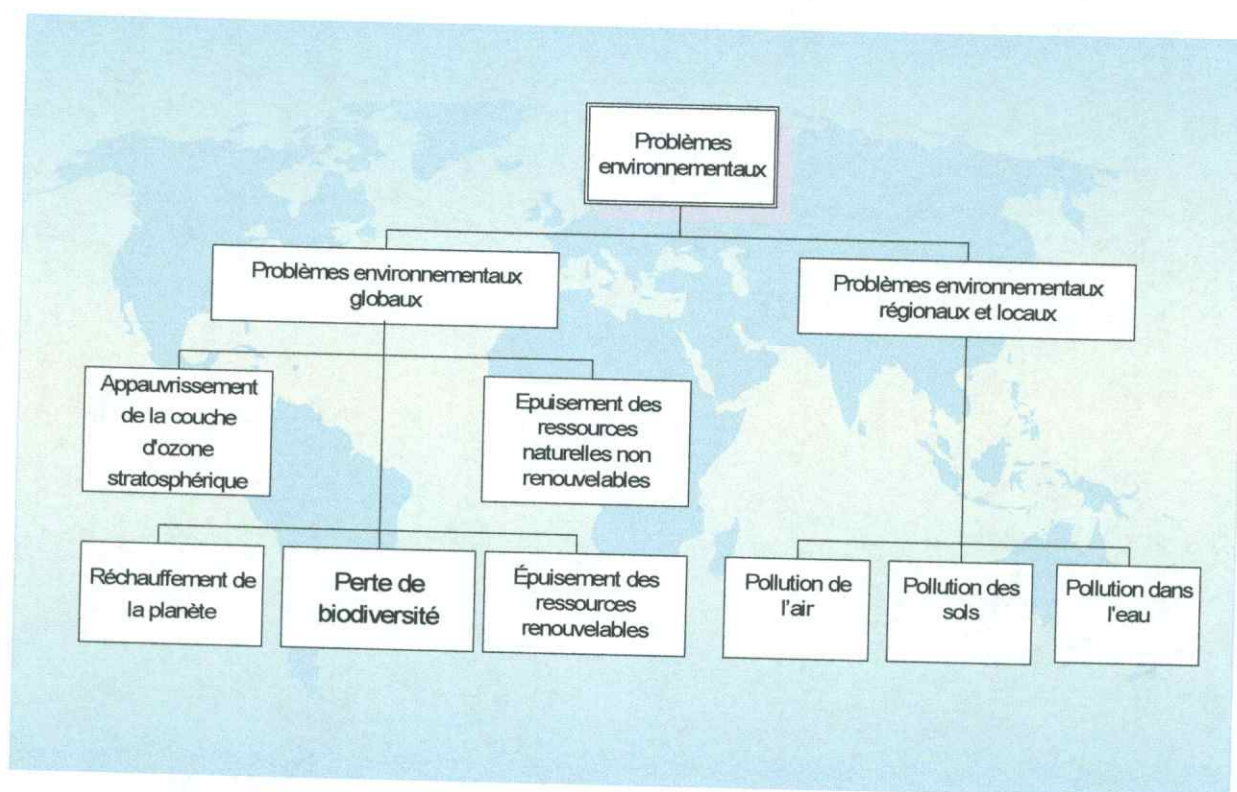 Problèmes
environnementaux
Problèmes environnementaux
globaux
Problèmes environnementaux
régionaux et locaux
Appauvrissement
de la couche
d'ozone
stratosphérique
Epuisement des
ressources
naturelles non
renouvelables
Réchauffement de
la planète
Perte de
biodiversité
Épuisement des
ressources
renouvelables
Pollution de
l'air
Pollution des
sols
Pollution dans
l'eau